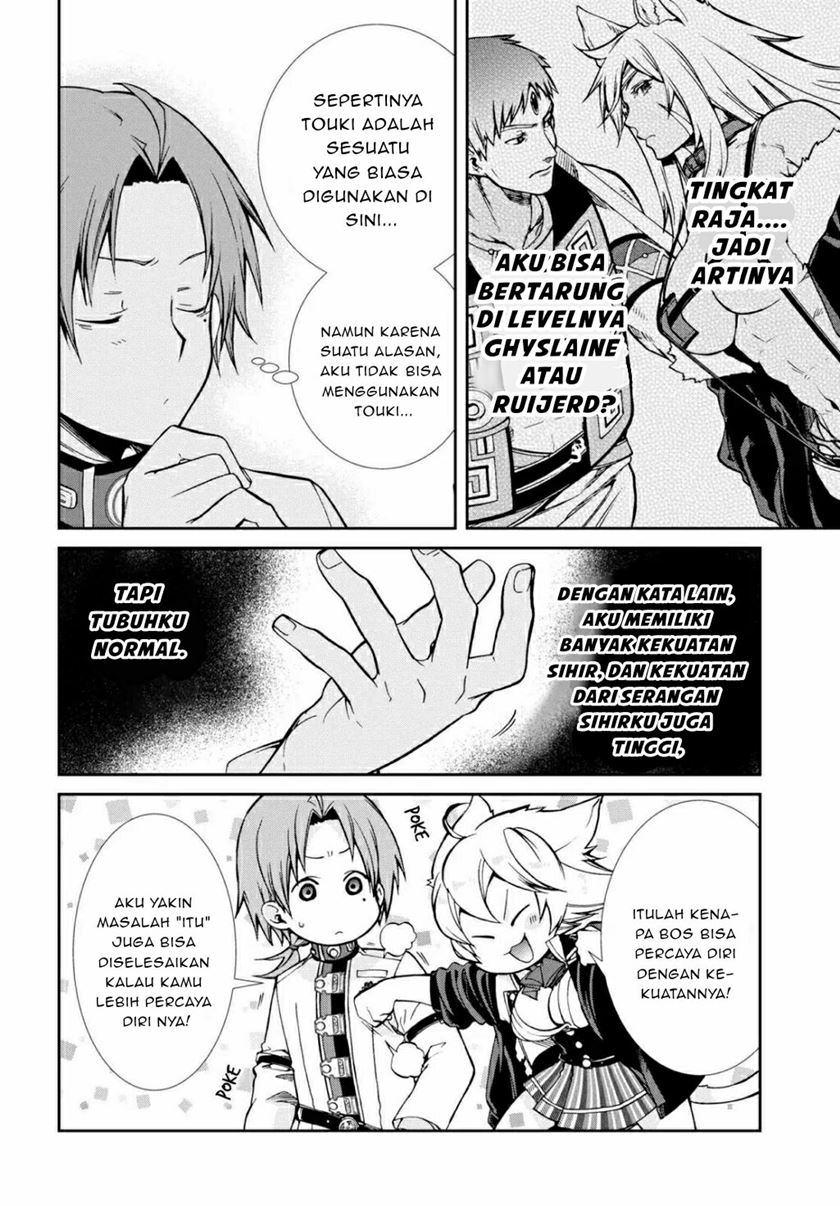 TINGKAT
RAJA....
JADI
ARTINYA
AKU BISA
BERTARUNG
DI LEVELNYA
GHYSLAINE
ATAU
RUIJERD?
SEPERTINYA
TOUKI ADALAH
SESUATU
YANG BIASA
DIGUNAKAN DI
SINI...
NAMUN KARENA
SUATU ALASAN,
AKU TIDAK BISA
MENGGUNAKAN
TOUKI...
DENGAN KATA LAIN,
AKU MEMILIKI
BANYAK KEKUATAN
SIHIR, DAN KEKUATAN
DARI SERANGAN
SIHIRKU JUGA
TINGGI,
TAPI
TUBUHKU
NORMAL.
ITULAH KENA-
PA BOS BISA
PERCAYA DIRI
DENGAN KE-
KUATANNYA!
POKE
POKE
AKU YAKIN
MASALAH "ITU"
JUGA BISA
DISELESAIKAN
KALAU KAMU
LEBIH PERCAYA
DIRI NYA!